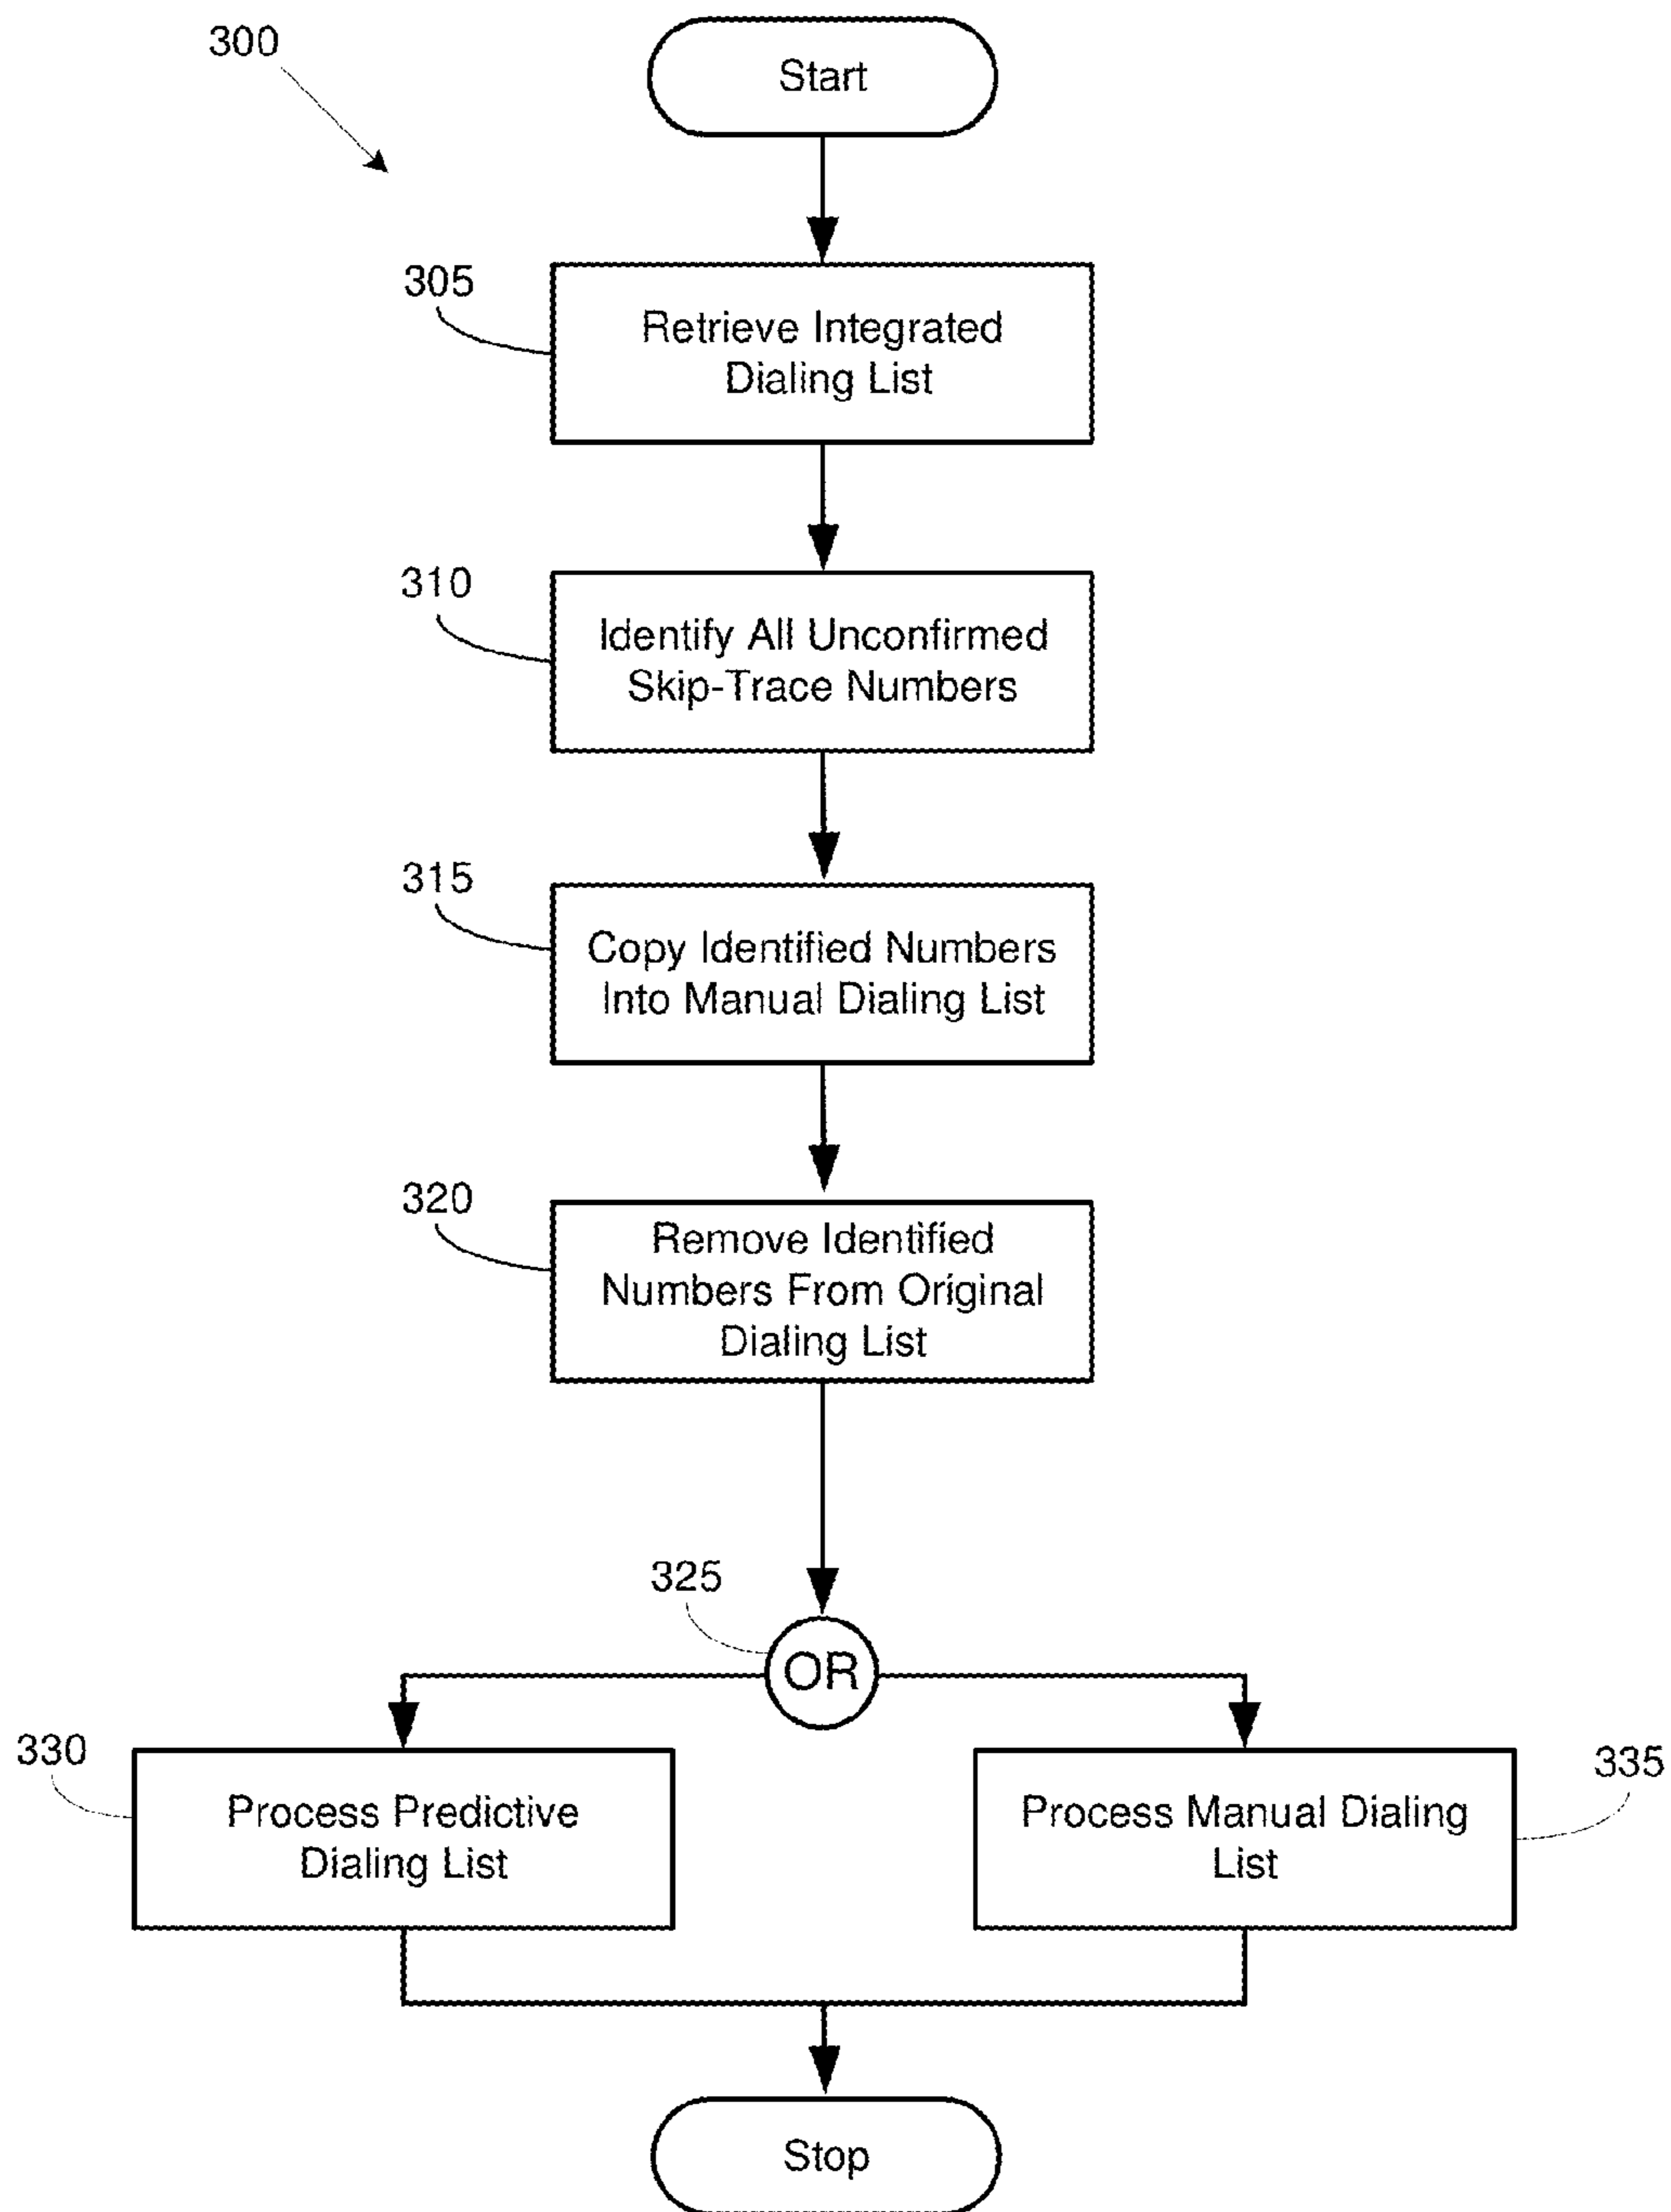 300
Start
305
Retrieve Integrated
Dialing List
310
Identify All Unconfirmed
Skip-Trace Numbers
315
Copy Identified Numbers
Into Manual Dialing List
320
Remove Identified
Numbers From Original
Dialing List
325
OR
330
Process Predictive
Dialing List
335
Process Manual Dialing
List
Stop